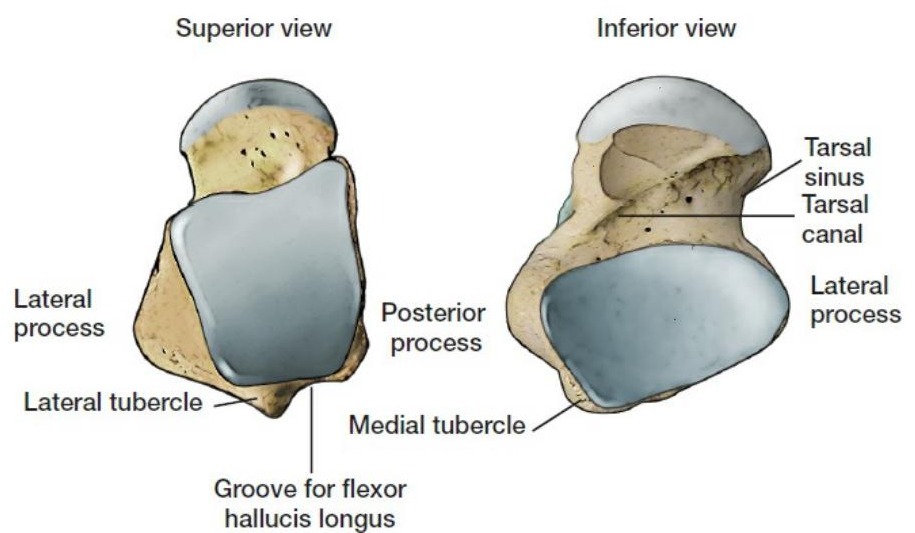 Superior view
Inferior view
Tarsal
sinus
Tarsal
canal
Lateral
process
Posterior
process
Lateral
process
Lateral tubercle
Medial tubercle
Groove for flexor
hallucis longus